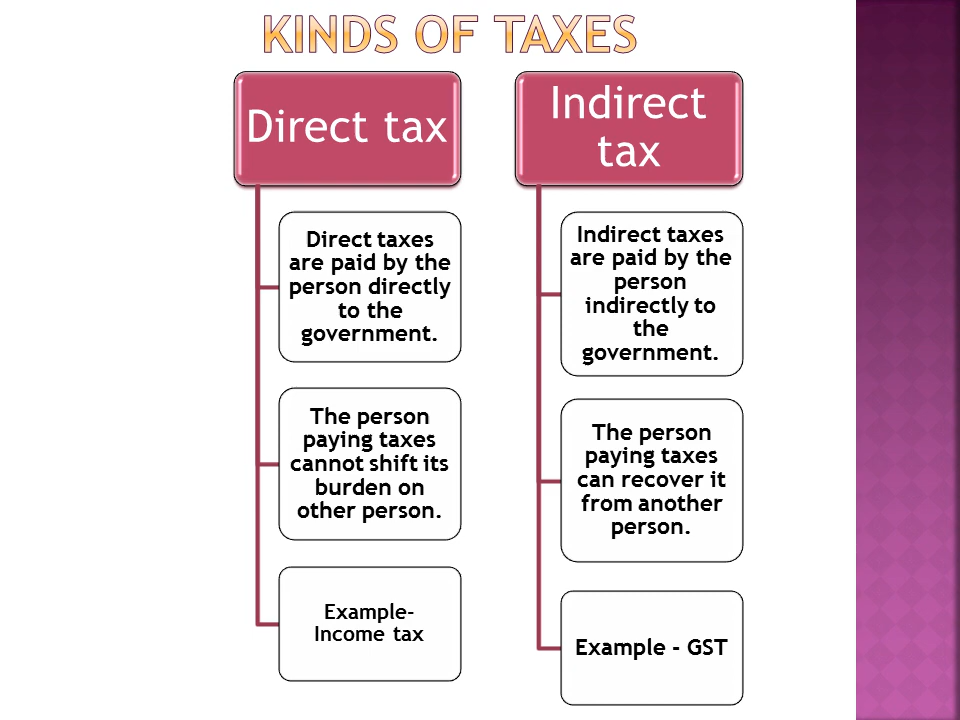 KINDS OF TAXES
Direct tax
Direct taxes
are paid by the
person directly
to the
government.
The person
paying taxes
cannot shift its
burden on
other person.
Example-
Income tax
Indirect
tax
Indirect taxes
are paid by the
person
indirectly to
the
government.
The person
paying taxes
can recover it
from another
person.
Example - GST